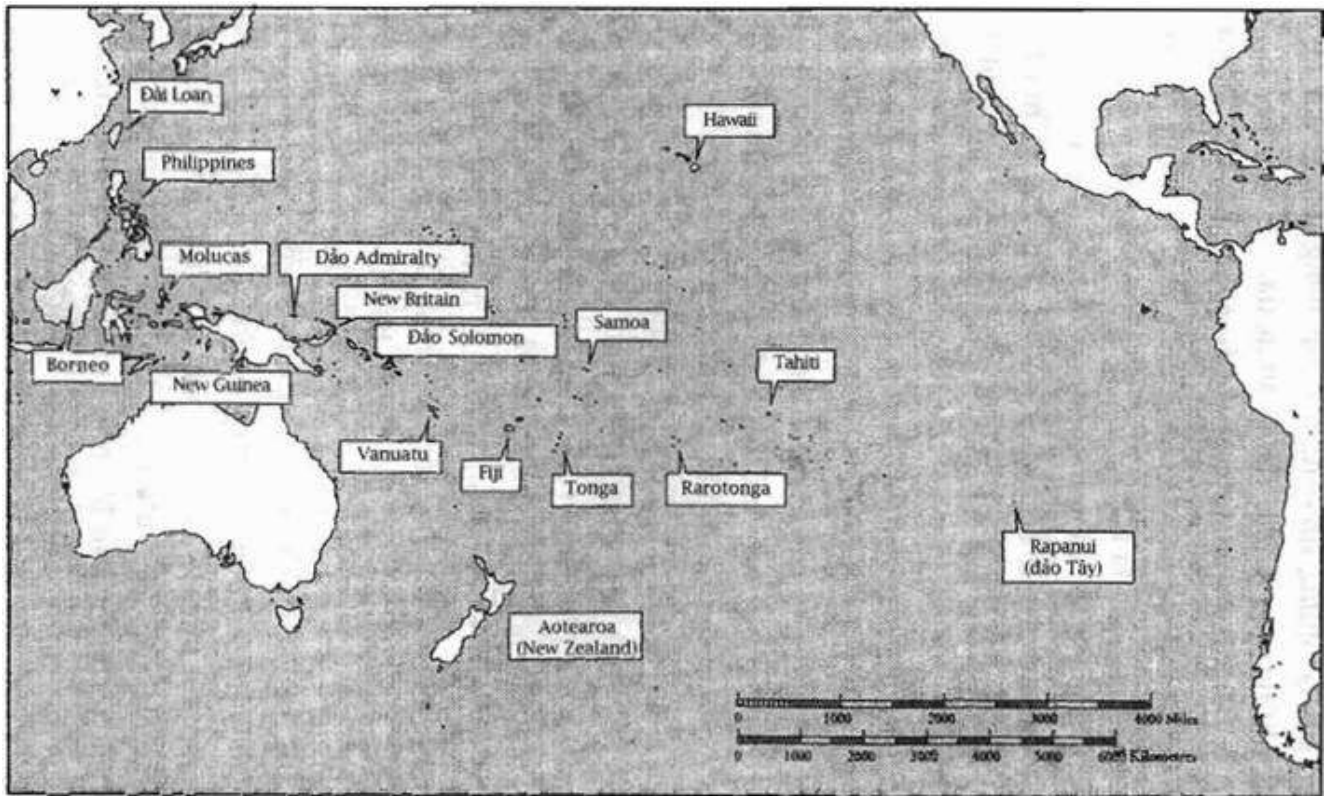 Đài Loan
Hawaii
Philippines
Molucas
Đảo Admiralty
New Britain
Đảo Solomon
Samoa
Borneo
New Guinea
Tahiti
Vanuatu
Fiji
Tonga
Rarotonga
Rapanui
(đảo Tây)
Aotearoa
(New Zealand)
0 1000 2000 3000 4000 Miles
0 1000 2000 3000 4000 5000 6000 Kilometres